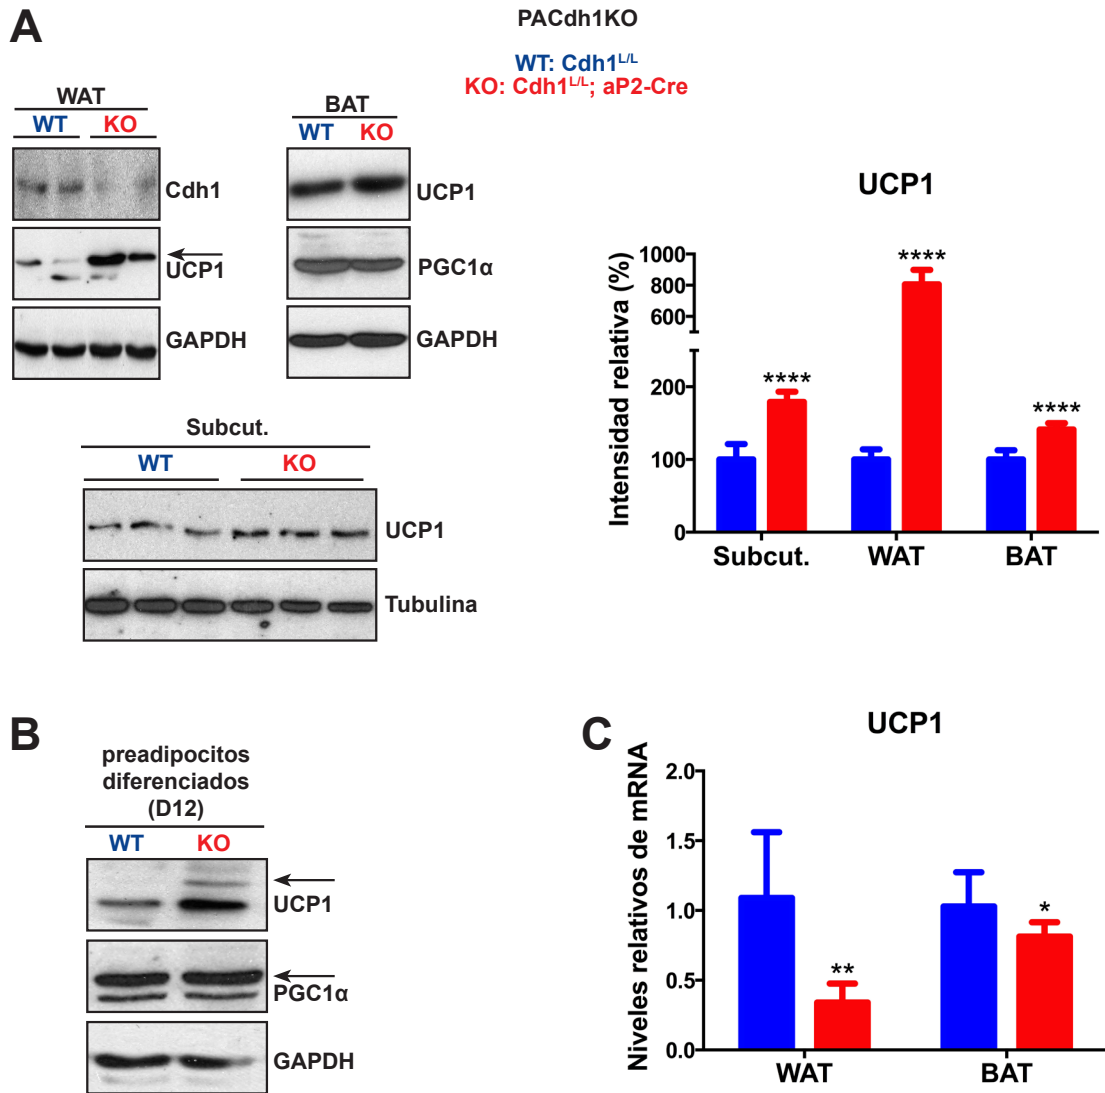 A
PACdh1KO
WT: Cdh1L/L
KO: Cdh1L/L; aP2-Cre
WAT
WT KO
Cdh1
UCP1
GAPDH
BAT
WT KO
UCP1
PGC1α
GAPDH
Subcut.
WT KO
UCP1
Tubulina
UCP1
Intensidad relativa (%)
1000
800
600
200
100
0
****
****
****
Subcut. WAT BAT
B
preadipocitos
diferenciados
(D12)
WT KO
UCP1
PGC1α
GAPDH
C
UCP1
Niveles relativos de mRNA
2.0
1.5
1.0
0.5
0.0
**
*
WAT BAT